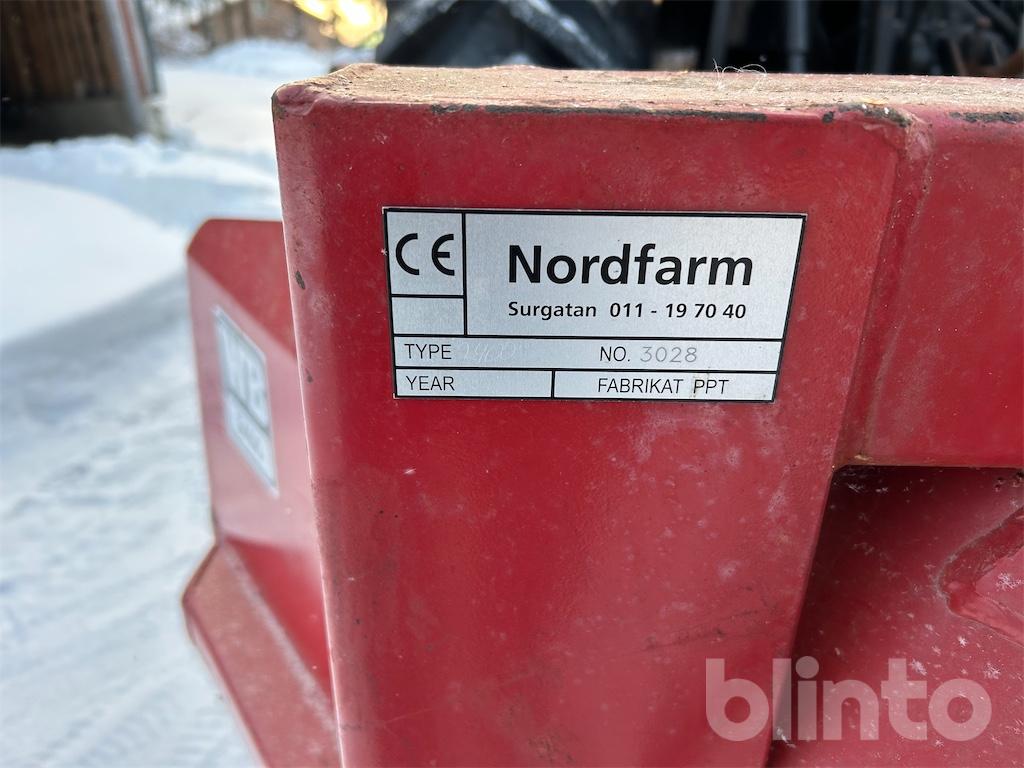 CE
Nordfarm
Surgatan 011 - 19 70 40
TYPE NO. 3028
YEAR FABRIKAT PPT
blinto